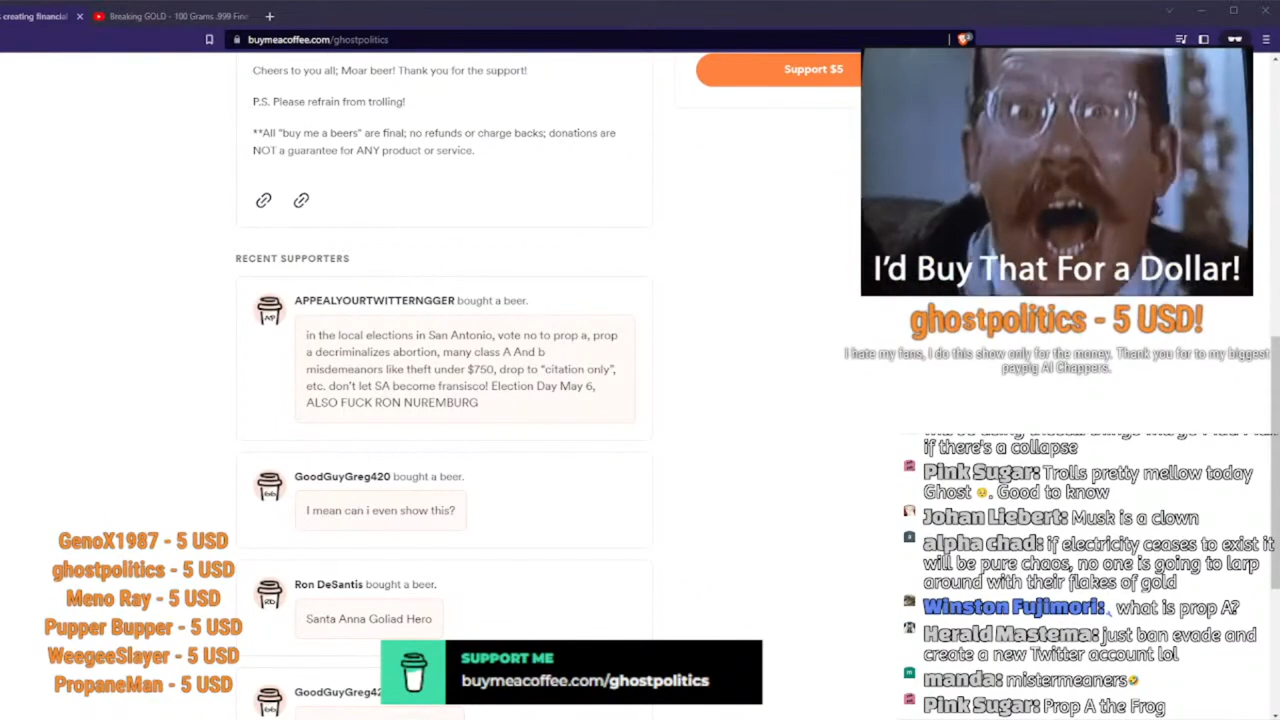 s creating financial
Breaking GOLD - 100 Grams .999 Fine
buymeacoffee.com/ghostpolitics
Cheers to you all; Moar beer! Thank you for the support!
P.S. Please refrain from trolling!
**All "buy me a beers" are final; no refunds or charge backs; donations are
NOT a guarantee for ANY product or service.
Support $5
RECENT SUPPORTERS
APPEALYOURTWITTERNGGER bought a beer.
in the local elections in San Antonio, vote no to prop a, prop
a decriminalizes abortion, many class A And b
misdemeanors like theft under $750, drop to “citation only”,
etc. don’t let SA become fransisco! Election Day May 6,
ALSO FUCK RON NUREMBURG
GoodGuyGreg420 bought a beer.
I mean can i even show this?
Ron DeSantis bought a beer.
Santa Anna Goliad Hero
GoodGuyGreg42
SUPPORT ME
buymeacoffee.com/ghostpolitics
GenoX1987 - 5 USD
ghostpolitics - 5 USD
Meno Ray - 5 USD
Pupper Bupper - 5 USD
WeegeeSlayer - 5 USD
PropaneMan - 5 USD
I'd Buy That For a Dollar!
ghostpolitics - 5 USD!
I hate my fans, I do this show only for the money. Thank you for to my biggest
paypig AI Chappers.
if there's a collapse
Pink Sugar: Trolls pretty mellow today
Ghost 🥺. Good to know
Johan Liebert: Musk is a clown
alpha chad: if electricity ceases to exist it
will be pure chaos, no one is going to larp
around with their flakes of gold
Winston Fujimori: what is prop A?
Herald Mastema: just ban evade and
create a new Twitter account lol
manda: mistermeaners🤣
Pink Sugar: Prop A the Frog